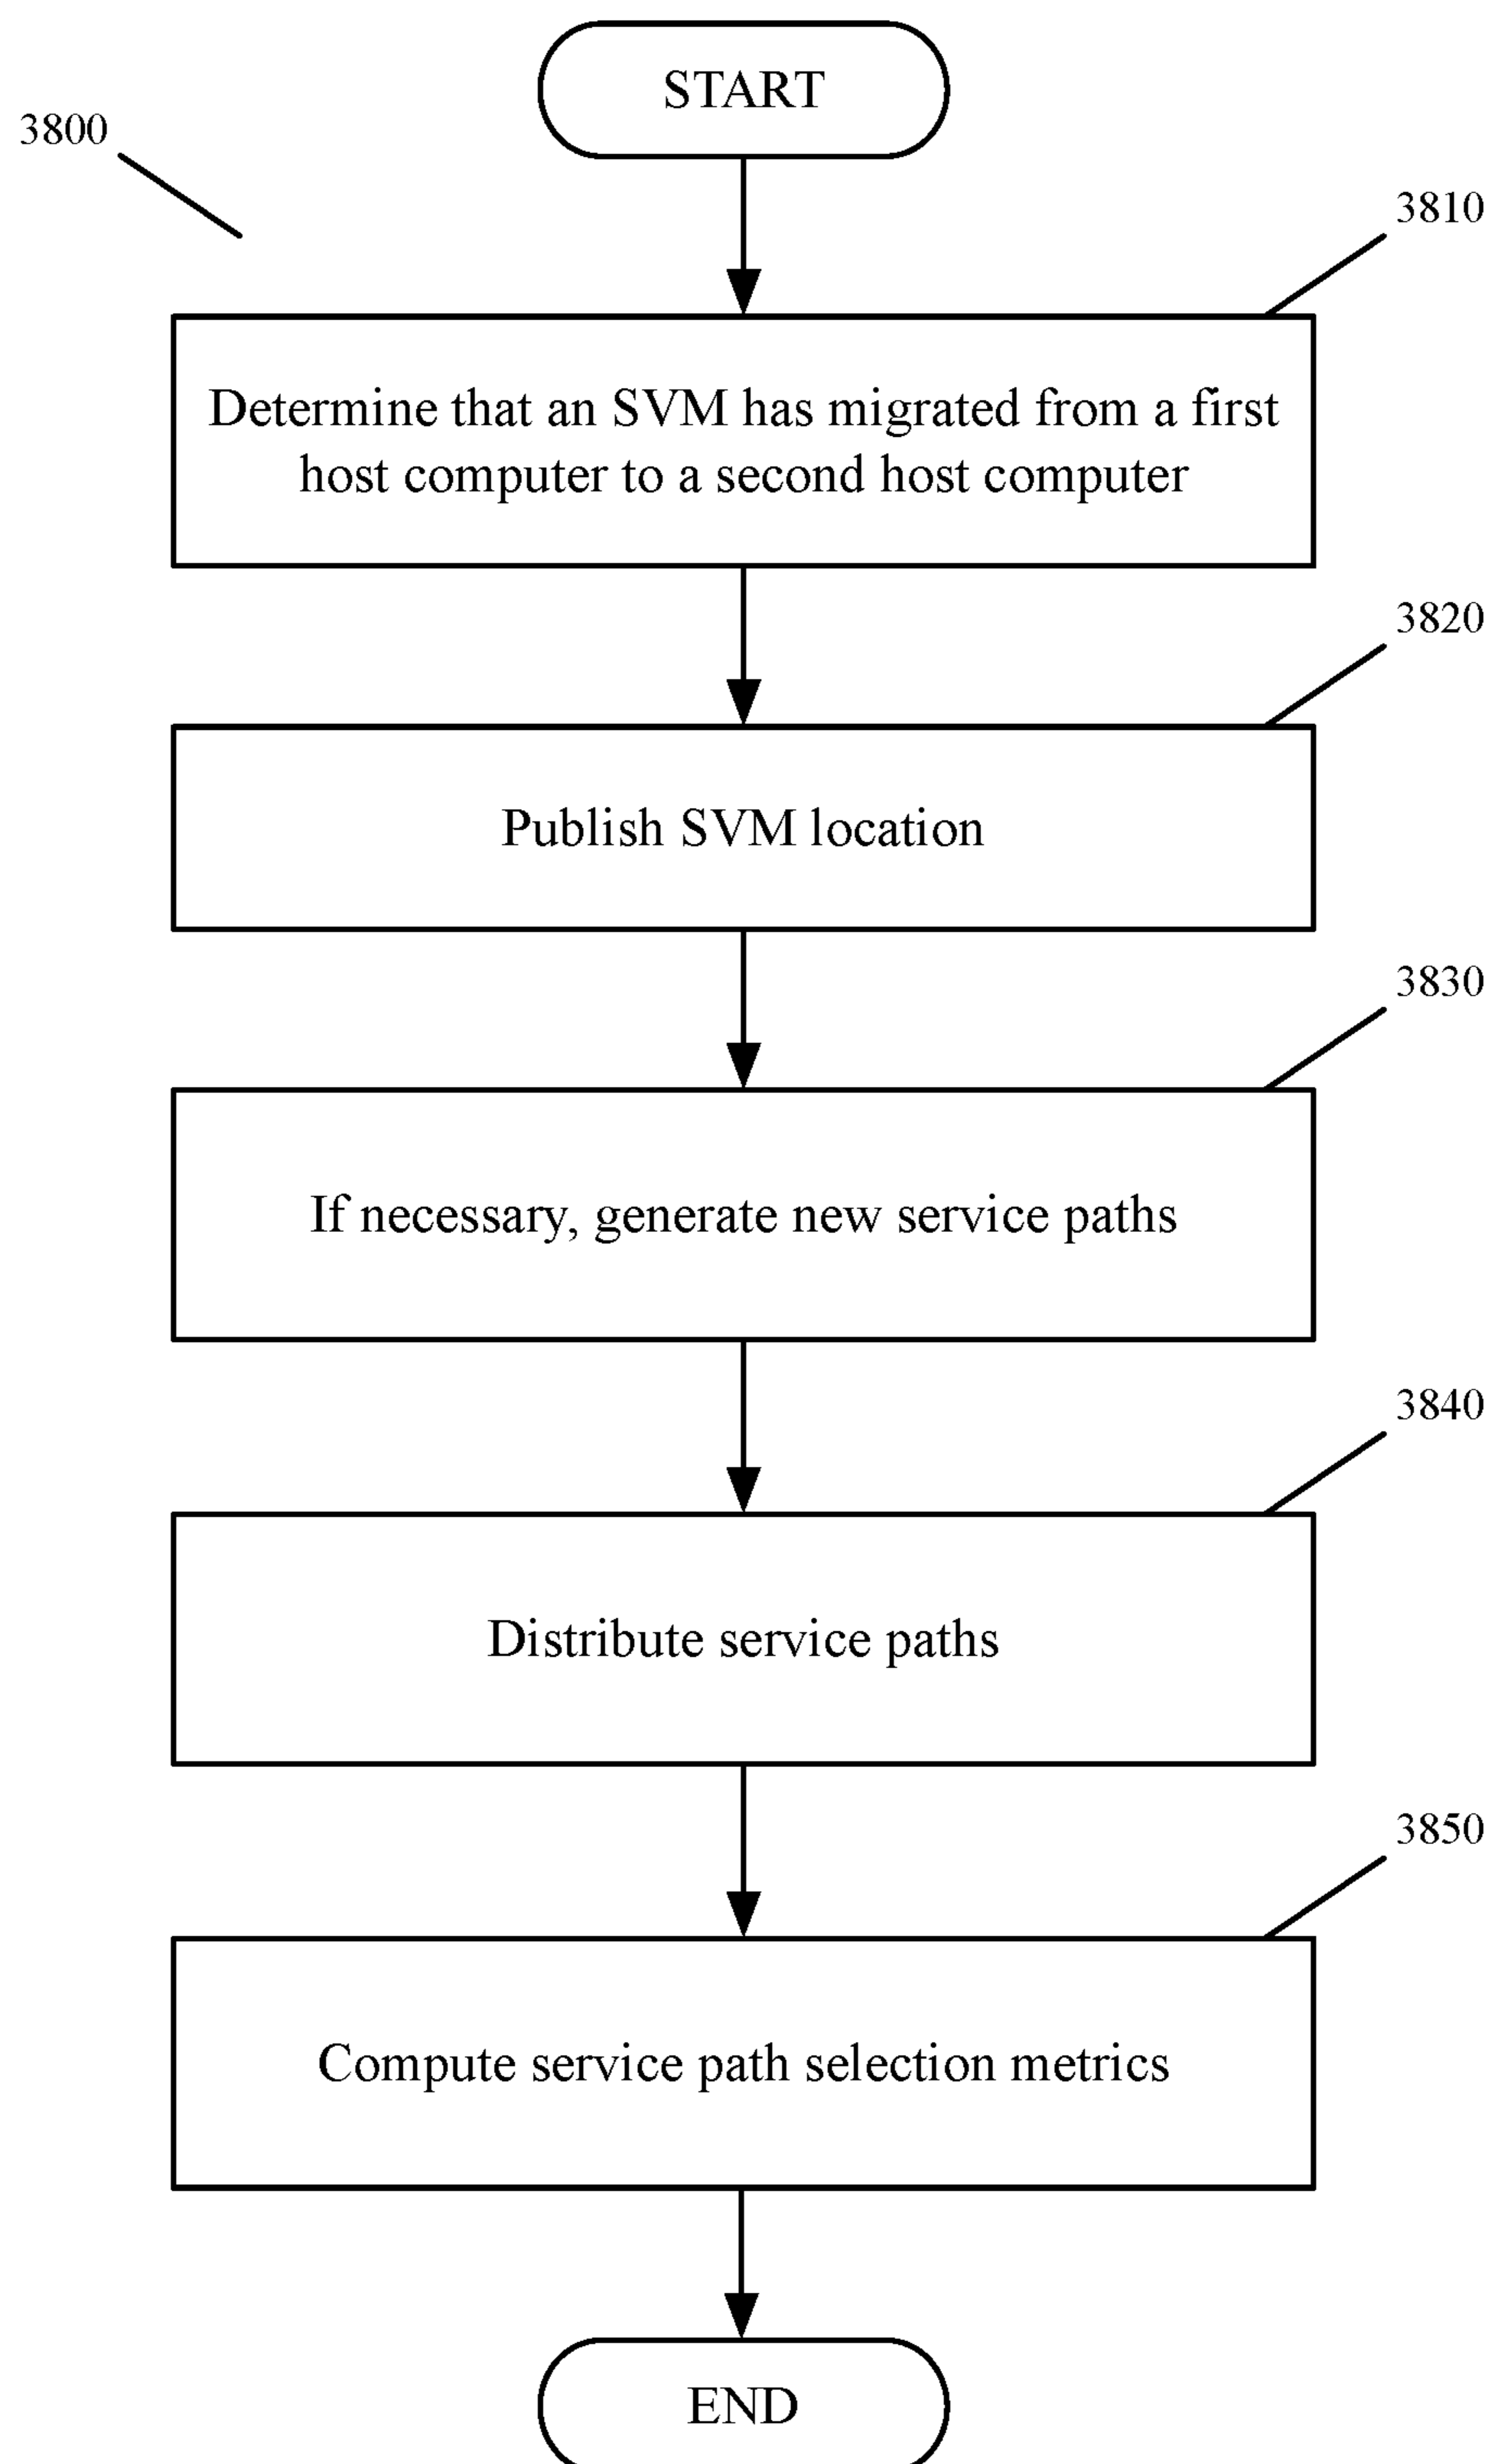 START
3800
3810
Determine that an SVM has migrated from a first
host computer to a second host computer
3820
Publish SVM location
3830
If necessary, generate new service paths
3840
Distribute service paths
3850
Compute service path selection metrics
END